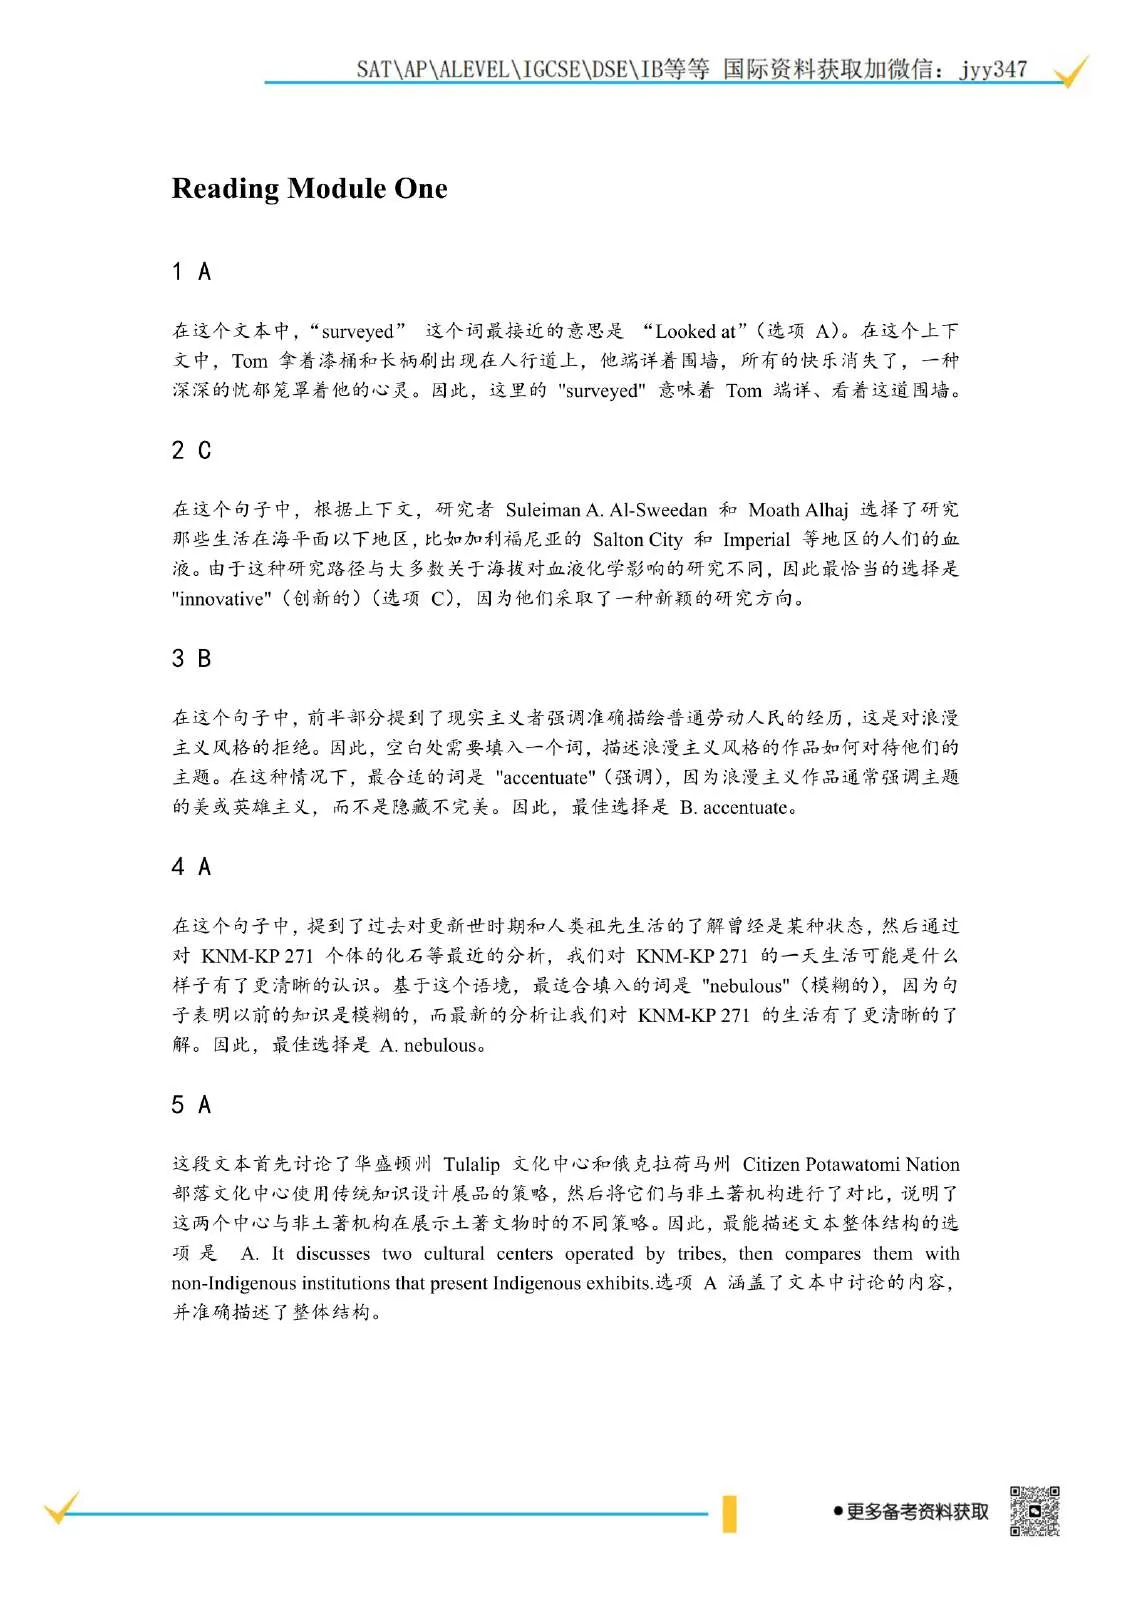 SAT\AP\ALEVEL\IGCSE\DSE\IB等等 国际资料获取加微信：jyy347
Reading Module One
1 A
在这个文本中，“surveyed” 这个词最接近的意思是 “Looked at”（选项 A）。在这个上下
文中，Tom 拿着漆桶和长柄刷出现在人行道上，他端详着围墙，所有的快乐消失了，一种
深深的忧郁笼罩着他的心灵。因此，这里的 "surveyed" 意味着 Tom 端详、看着这道围墙。
2 C
在这个句子中，根据上下文，研究者 Suleiman A. Al-Sweedan 和 Moath Alhaj 选择了研究
那些生活在海平面以下地区，比如加利福尼亚的 Salton City 和 Imperial 等地区的人们的血
液。由于这种研究路径与大多数关于海拔对血液化学影响的研究不同，因此最恰当的选择是
"innovative"（创新的）（选项 C），因为他们采取了一种新颖的研究方向。
3 B
在这个句子中，前半部分提到了现实主义者强调准确描绘普通劳动人民的经历，这是对浪漫
主义风格的拒绝。因此，空白处需要填入一个词，描述浪漫主义风格的作品如何对待他们的
主题。在这种情况下，最合适的词是 "accentuate"（强调），因为浪漫主义作品通常强调主题
的美或英雄主义，而不是隐藏不完美。因此，最佳选择是 B. accentuate。
4 A
在这个句子中，提到了过去对更新世时期和人类祖先生活的了解曾经是某种状态，然后通过
对 KNM-KP 271 个体的化石等最近的分析，我们对 KNM-KP 271 的一天生活可能是什么
样子有了更清晰的认识。基于这个语境，最适合填入的词是 "nebulous"（模糊的），因为句
子表明以前的知识是模糊的，而最新的分析让我们对 KNM-KP 271 的生活有了更清晰的了
解。因此，最佳选择是 A. nebulous。
5 A
这段文本首先讨论了华盛顿州 Tulalip 文化中心和俄克拉荷马州 Citizen Potawatomi Nation
部落文化中心使用传统知识设计展品的策略，然后将它们与非土著机构进行了对比，说明了
这两个中心与非土著机构在展示土著文物时的不同策略。因此，最能描述文本整体结构的选
项是 A. It discusses two cultural centers operated by tribes, then compares them with
non-Indigenous institutions that present Indigenous exhibits.选项 A 涵盖了文本中讨论的内容，
并准确描述了整体结构。
●更多备考资料获取